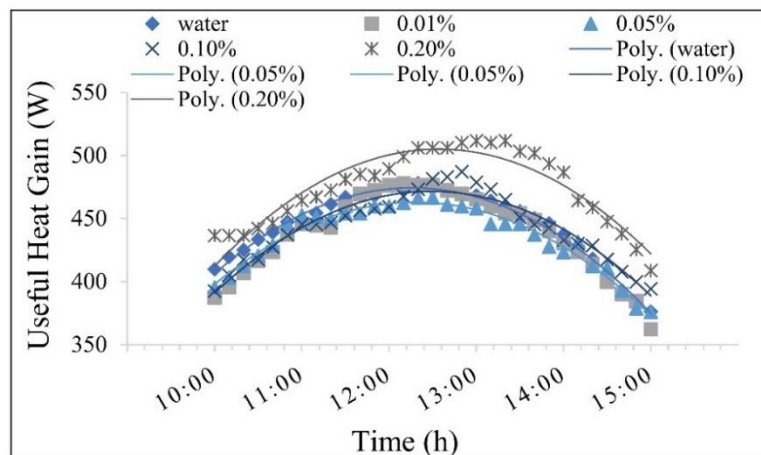 water 0.01% 0.05%
0.10% 0.20% Poly. (water)
Poly. (0.05%) Poly. (0.05%) Poly. (0.10%)
Poly. (0.20%)
Useful Heat Gain (W)
550
500
450
400
350
10:00 11:00 12:00 13:00 14:00 15:00
Time (h)